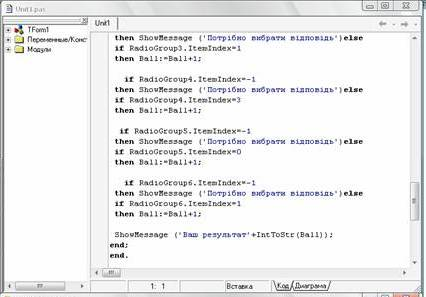 Unit1.pas
TForm1
Переменные/Конст
Модули
Unit1
then ShowMessage ('Потрібно вибрати відповідь')else
if RadioGroup3.ItemIndex=1
then Ball:=Ball+1;
if RadioGroup4.ItemIndex=-1
then ShowMessage ('Потрібно вибрати відповідь')else
if RadioGroup4.ItemIndex=3
then Ball:=Ball+1;
if RadioGroup5.ItemIndex=-1
then ShowMessage ('Потрібно вибрати відповідь')else
if RadioGroup5.ItemIndex=0
then Ball:=Ball+1;
if RadioGroup6.ItemIndex=-1
then ShowMessage ('Потрібно вибрати відповідь')else
if RadioGroup6.ItemIndex=1
then Ball:=Ball+1;
ShowMessage ('Ваш результат'+IntToStr(Ball));
end;
end.
1: 1
Вставка
Код
Диаграмма